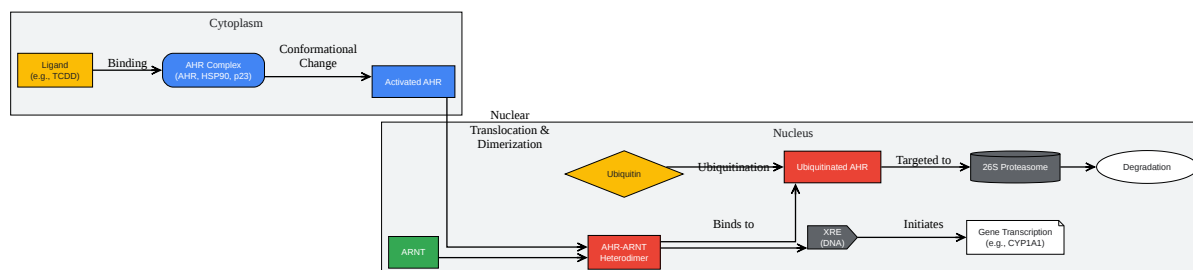 Cytoplasm
Ligand
(e.g., TCDD)
Binding
AHR Complex
(AHR, HSP90, p23)
Conformational
Change
Activated AHR
Nuclear
Translocation &
Dimerization
Nucleus
Ubiquitin
Ubiquitination
Ubiquitinated AHR
Targeted to
26S Proteasome
Degradation
ARNT
AHR-ARNT
Heterodimer
Binds to
XRE
(DNA)
Initiates
Gene Transcription
(e.g., CYP1A1)